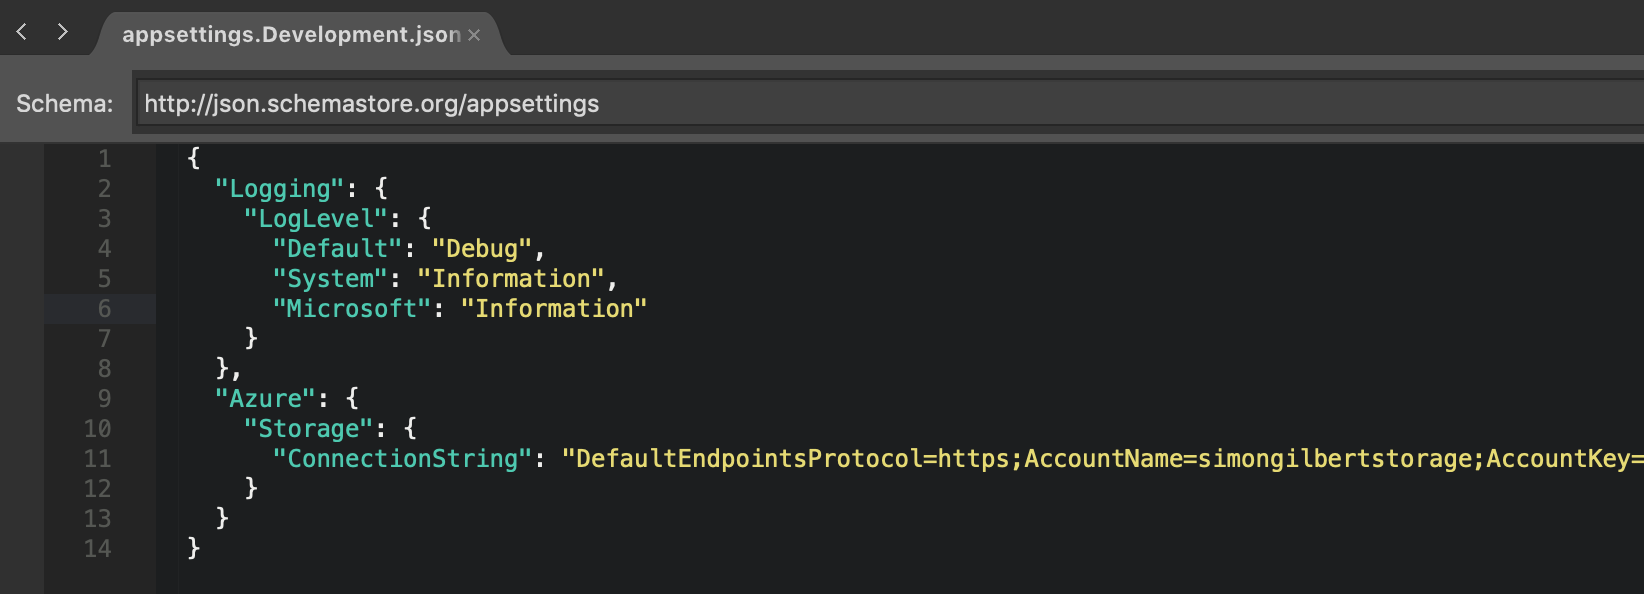 appsettings.Development.json
Schema: http://json.schemastore.org/appsettings
1 {
2 "Logging": {
3 "LogLevel": {
4 "Default": "Debug",
5 "System": "Information",
6 "Microsoft": "Information"
7 }
8 },
9 "Azure": {
10 "Storage": {
11 "ConnectionString": "DefaultEndpointsProtocol=https;AccountName=simongilbertstorage;AccountKey=
12 }
13 }
14 }